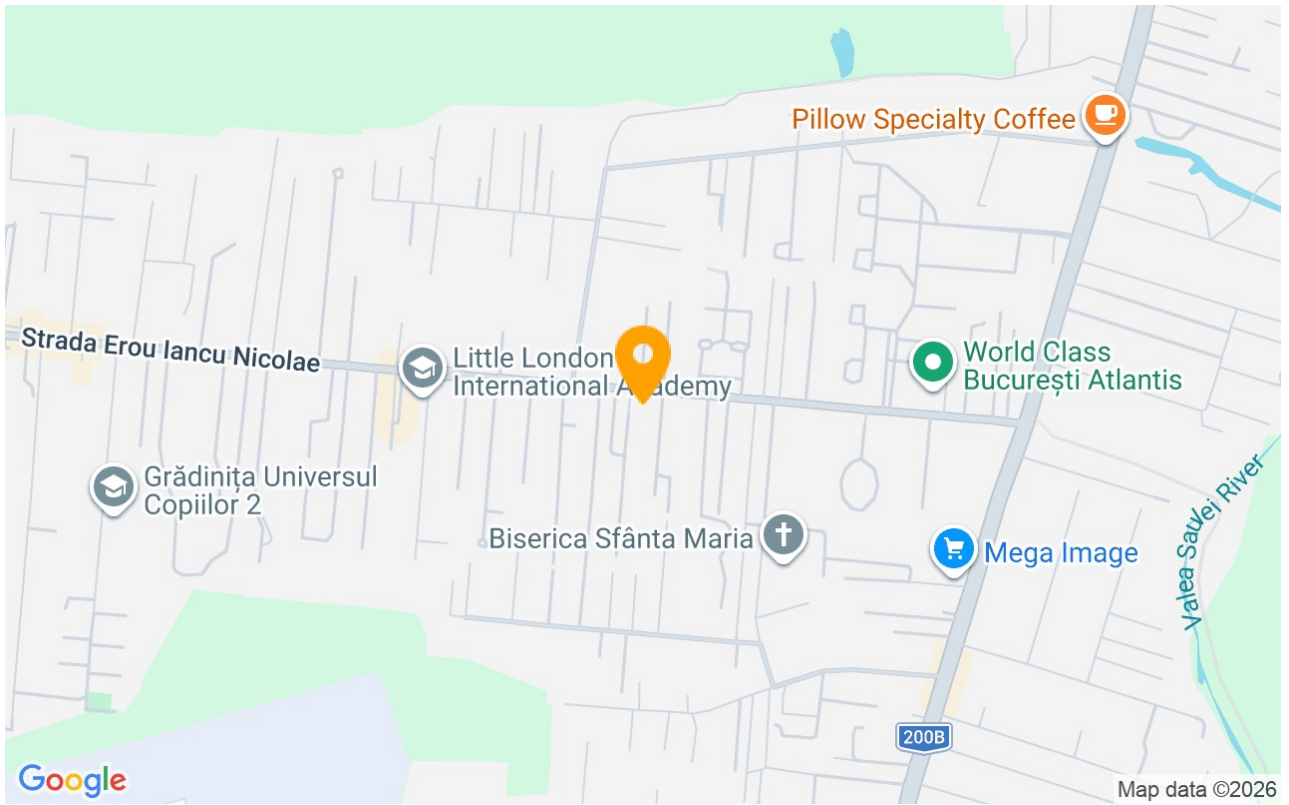 Pillow Specialty Coffee
Strada Erou Iancu Nicolae
Little London
International Academy
World Class
București Atlantis
Grădinița Universul
Copiilor 2
Biserica Sfânta Maria
Mega Image
Valea Saulei River
200B
Google
Map data ©2026